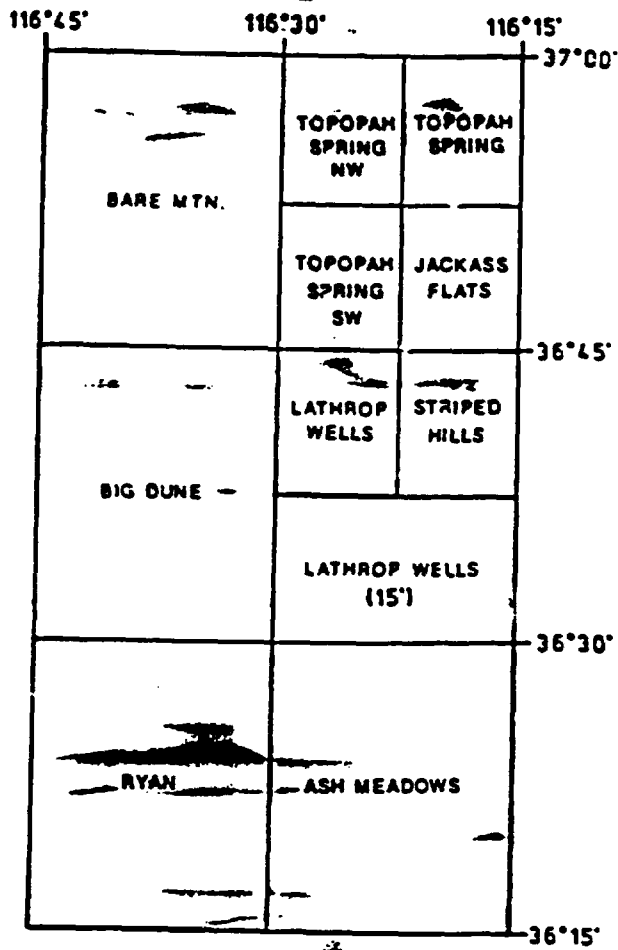 116°45'
116°30'
116°15'
37°00'
TOPOPAH
SPRING
NW
TOPOPAH
SPRING
BARE MTN.
TOPOPAH
SPRING
SW
JACKASS
FLATS
36°45'
LATHROP
WELLS
STRIPED
HILLS
BIG DUNE
LATHROP WELLS
(15')
36°30'
RYAN
ASH MEADOWS
36°15'